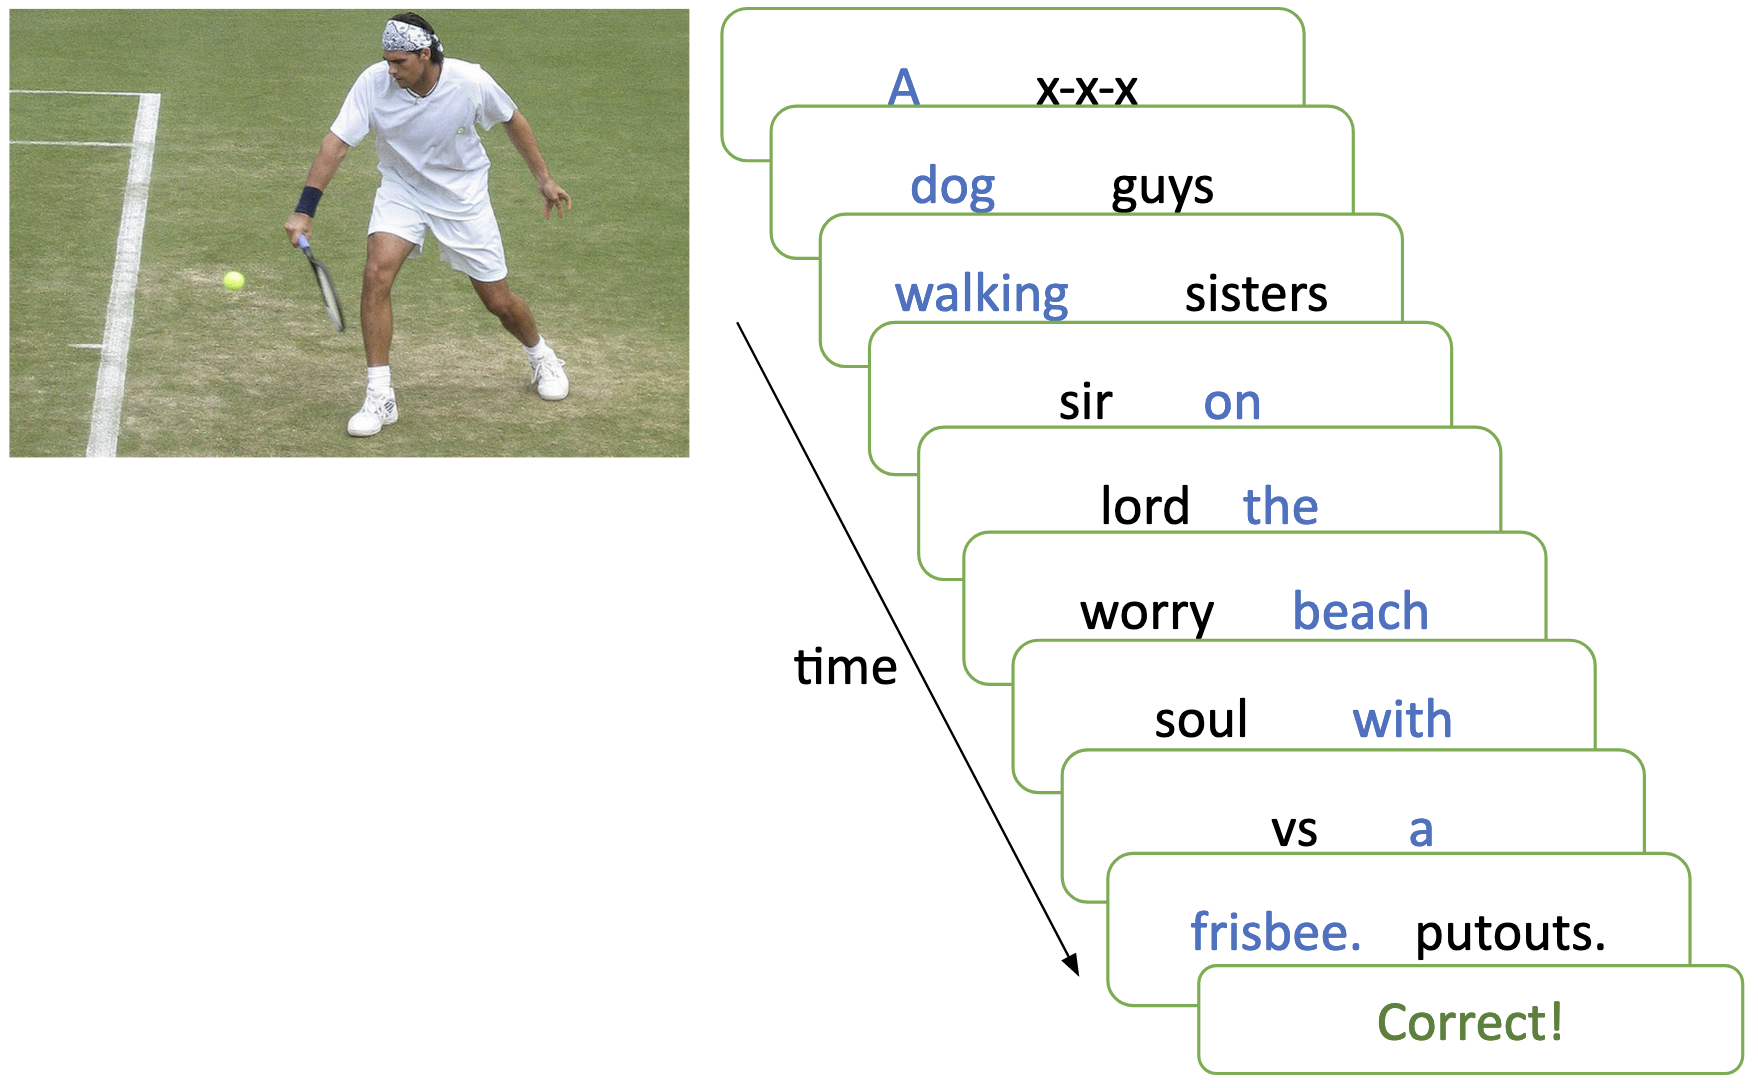 A x-x-x
dog guys
walking sisters
sir on
lord the
worry beach
time
soul with
vs a
frisbee. putouts.
Correct!